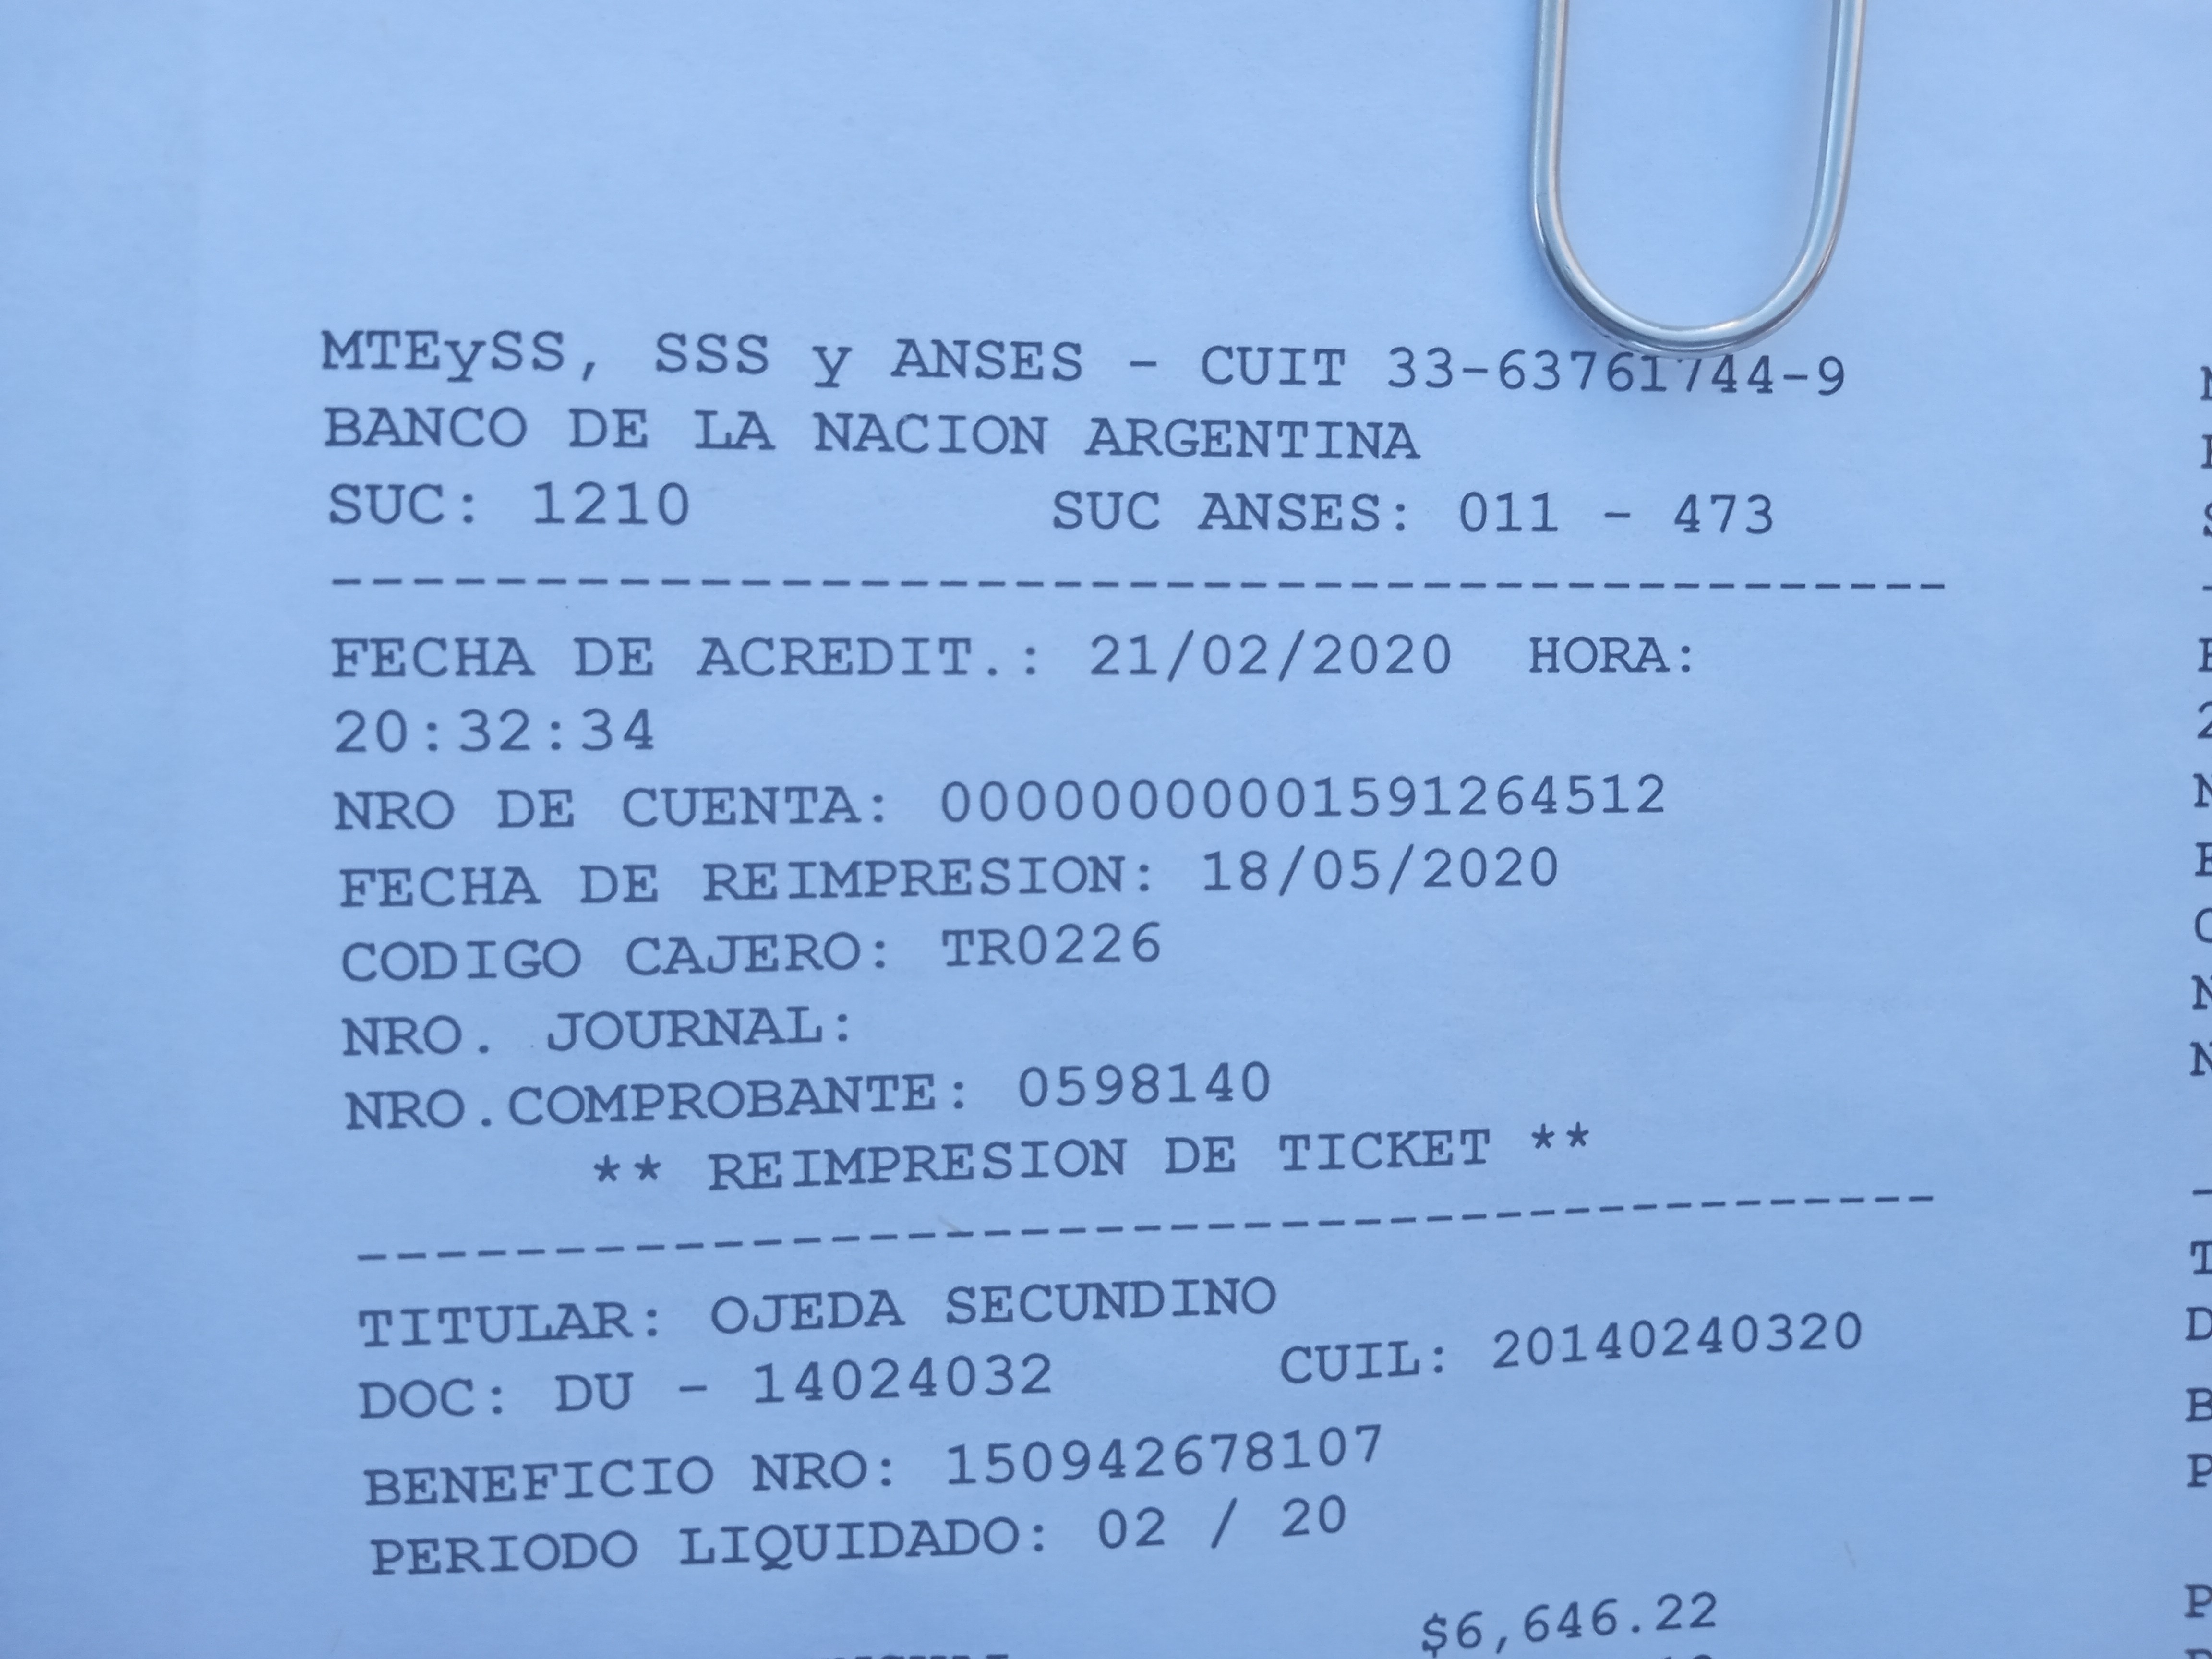 MTEySS, SSS y ANSES - CUIT 33-63761744-9
BANCO DE LA NACION ARGENTINA
SUC: 1210 SUC ANSES: 011 - 473
----------------------------------------
FECHA DE ACREDIT.: 21/02/2020 HORA:
20:32:34
NRO DE CUENTA: 00000000001591264512
FECHA DE REIMPRESION: 18/05/2020
CODIGO CAJERO: TR0226
NRO. JOURNAL:
NRO.COMPROBANTE: 0598140
** REIMPRESION DE TICKET **
----------------------------------------
TITULAR: OJEDA SECUNDINO
DOC: DU - 14024032 CUIL: 20140240320
BENEFICIO NRO: 150942678107
PERIODO LIQUIDADO: 02 / 20
$6,646.22